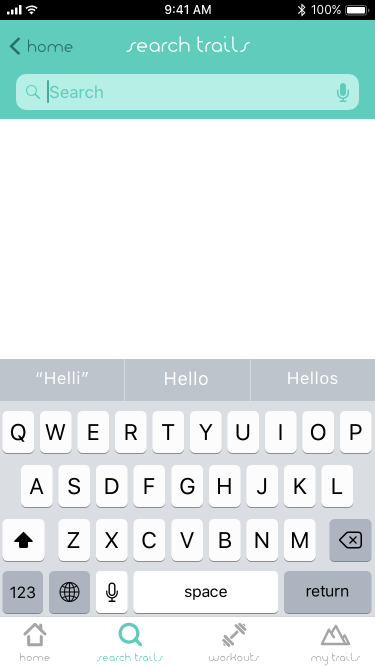 9:41 AM 100%
home search trails
Search
“Helli” Hello Hellos
Q W E R T Y U I O P
A S D F G H J K L
Z X C V B N M
123 space return
home search trails workouts my trails